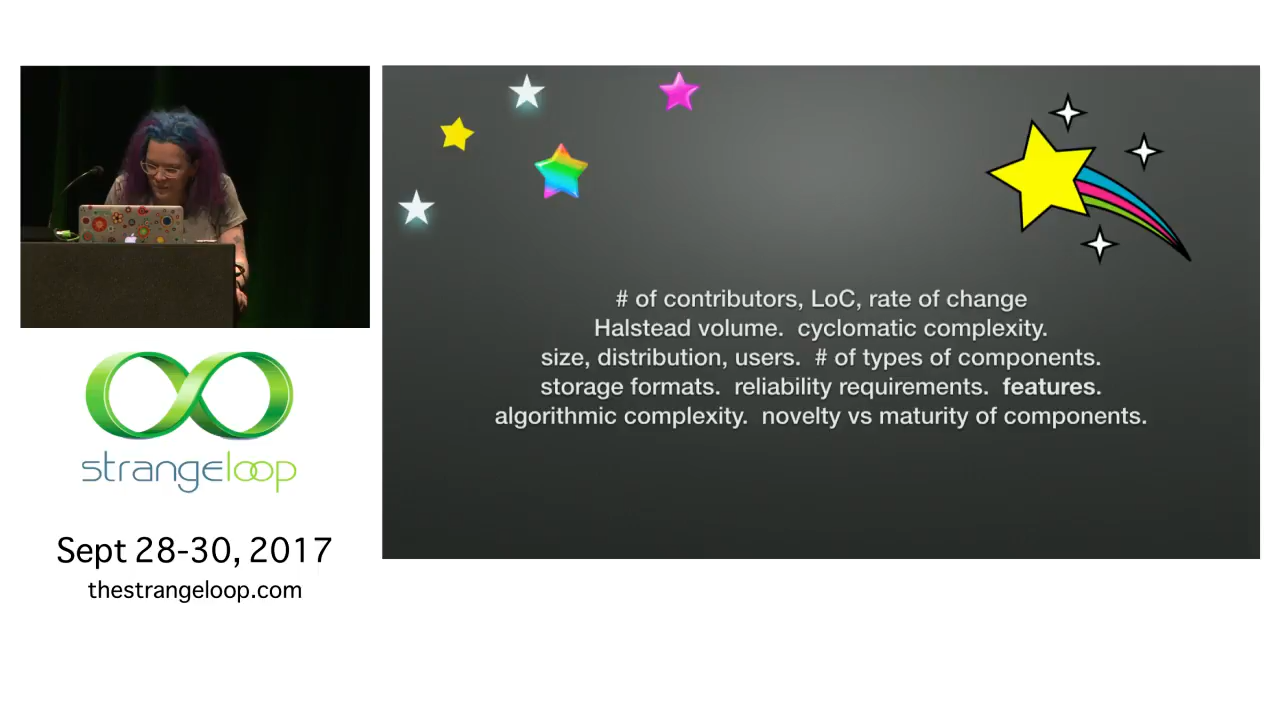 # of contributors, LoC, rate of change
Halstead volume.  cyclomatic complexity.
size, distribution, users.  # of types of components.
storage formats.  reliability requirements.  features.
algorithmic complexity.  novelty vs maturity of components.
strangeloop
Sept 28-30, 2017
thestrangeloop.com